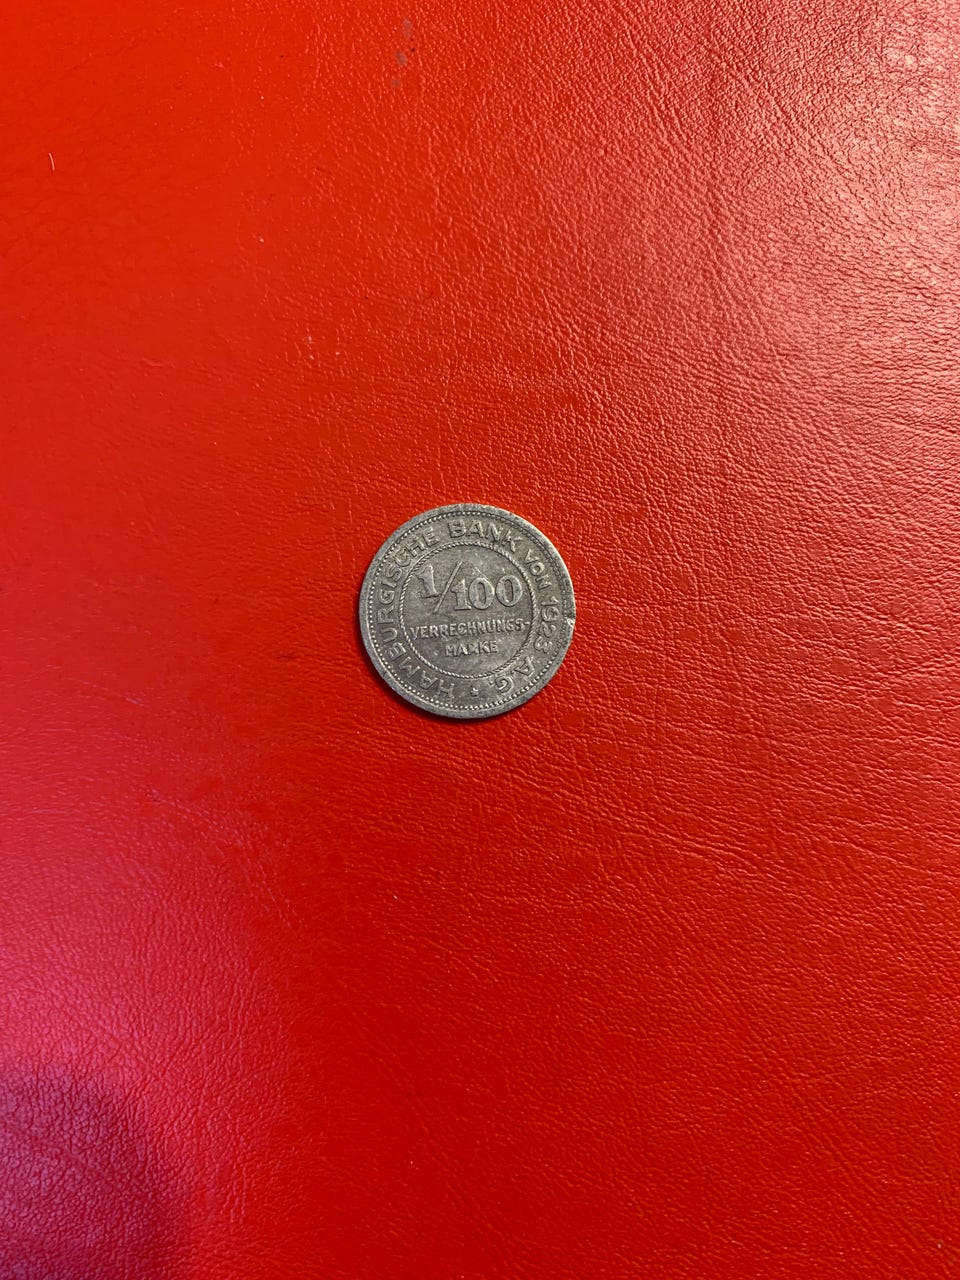 HAMBURGISCHE BANK VON 1923 A.G. *
1/100
VERRECHNUNGS-
MARKE